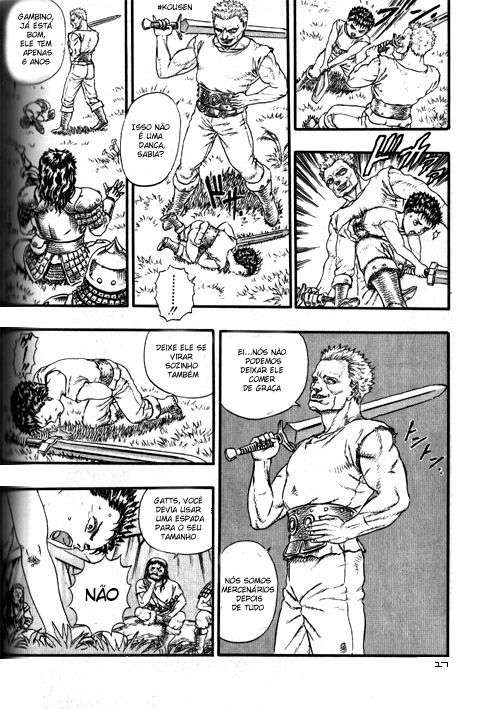 #KOUSEN
ISSO NÃO
É UMA
DANÇA,
SABIA?
.........
!!
GAMBINO,
JÁ ESTÁ
BOM,
ELE TEM
APENAS
6 ANOS
EI...NÓS NÃO
PODEMOS
DEIXAR ELE
COMER
DE GRAÇA
NÓS SOMOS
MERCENÁRIOS
DEPOIS
DE TUDO
DEIXE ELE SE
VIRAR
SOZINHO
TAMBÉM
GATTS, VOCÊ
DEVIA USAR
UMA ESPADA
PARA O SEU
TAMANHO
NÃO